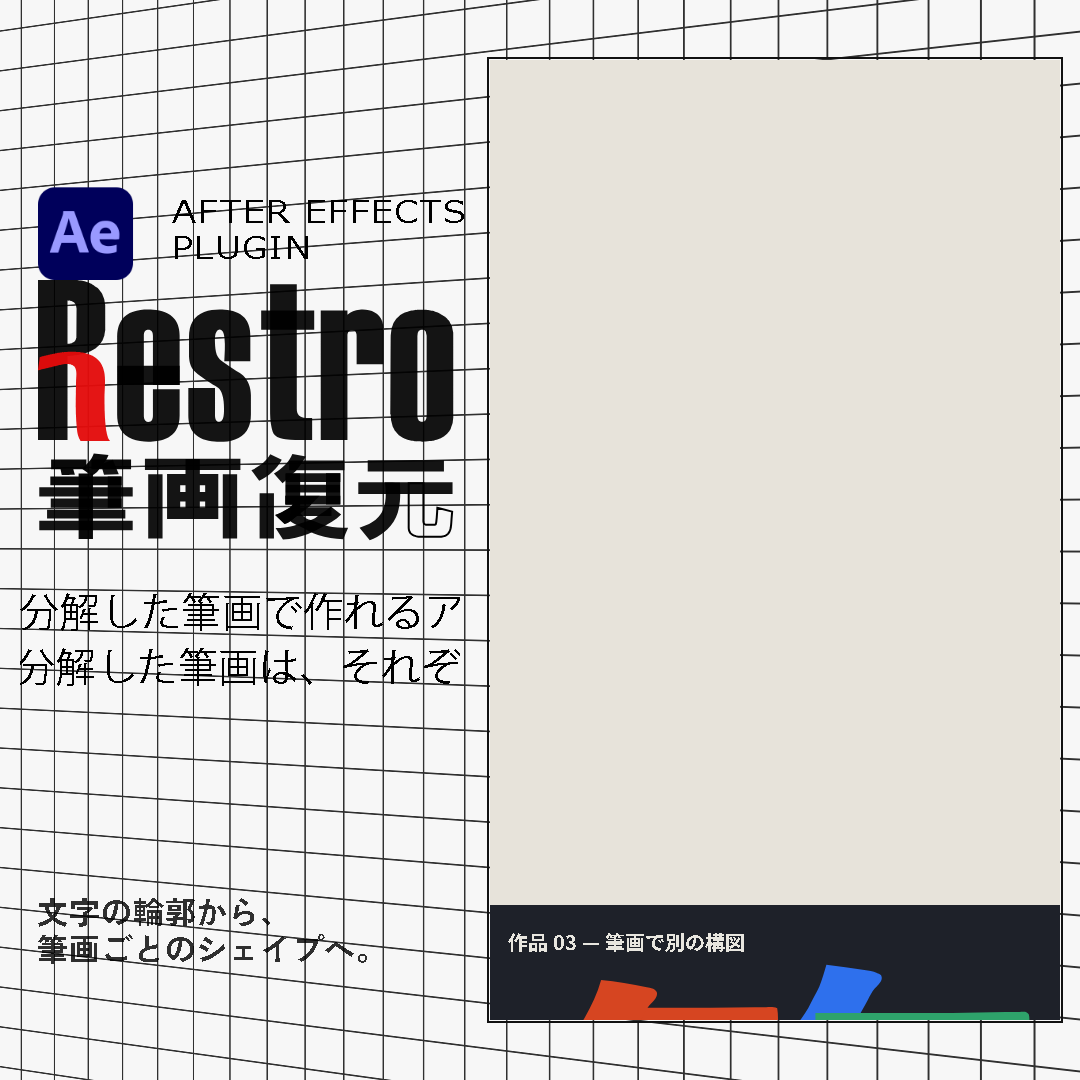 Ae
AFTER EFFECTS
PLUGIN
Restro
筆画復元
分解した筆画で作れるア
分解した筆画は、それぞ
文字の輪郭から、
筆画ごとのシェイプへ。
作品 03 — 筆画で別の構図